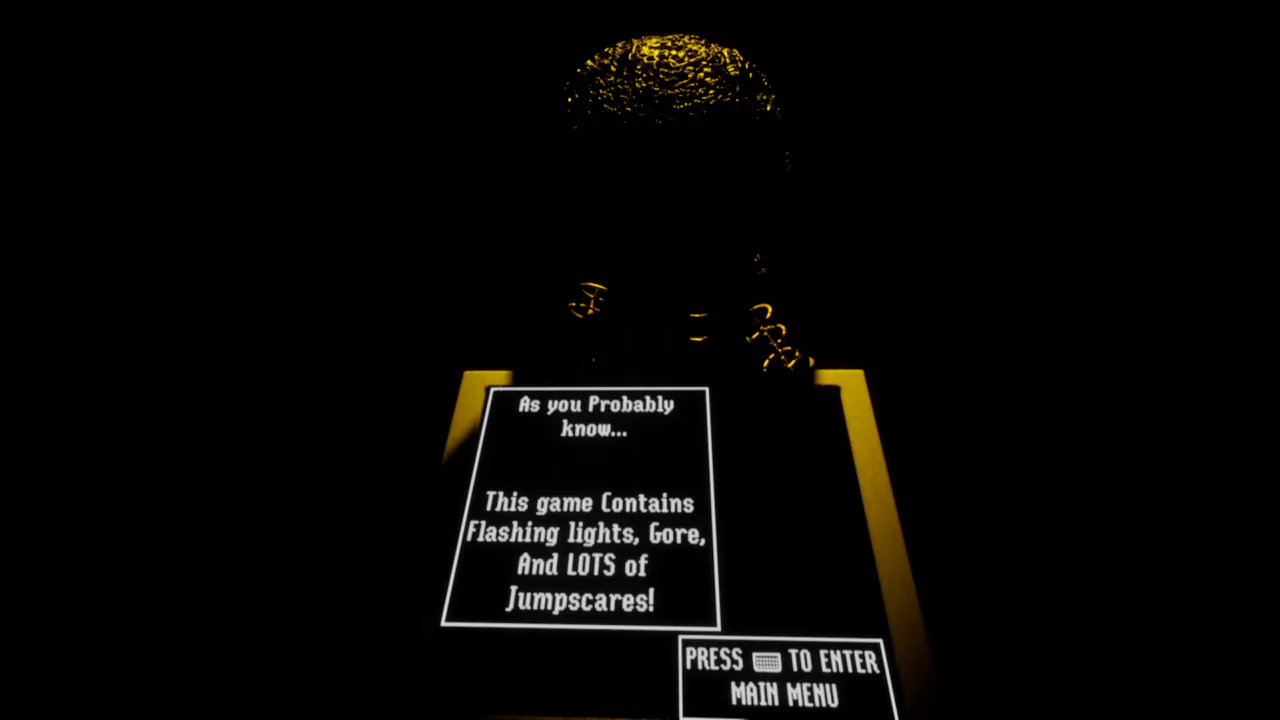 As you Probably
know...
This game Contains
Flashing lights, Gore,
And LOTS of
Jumpscares!
PRESS TO ENTER
MAIN MENU